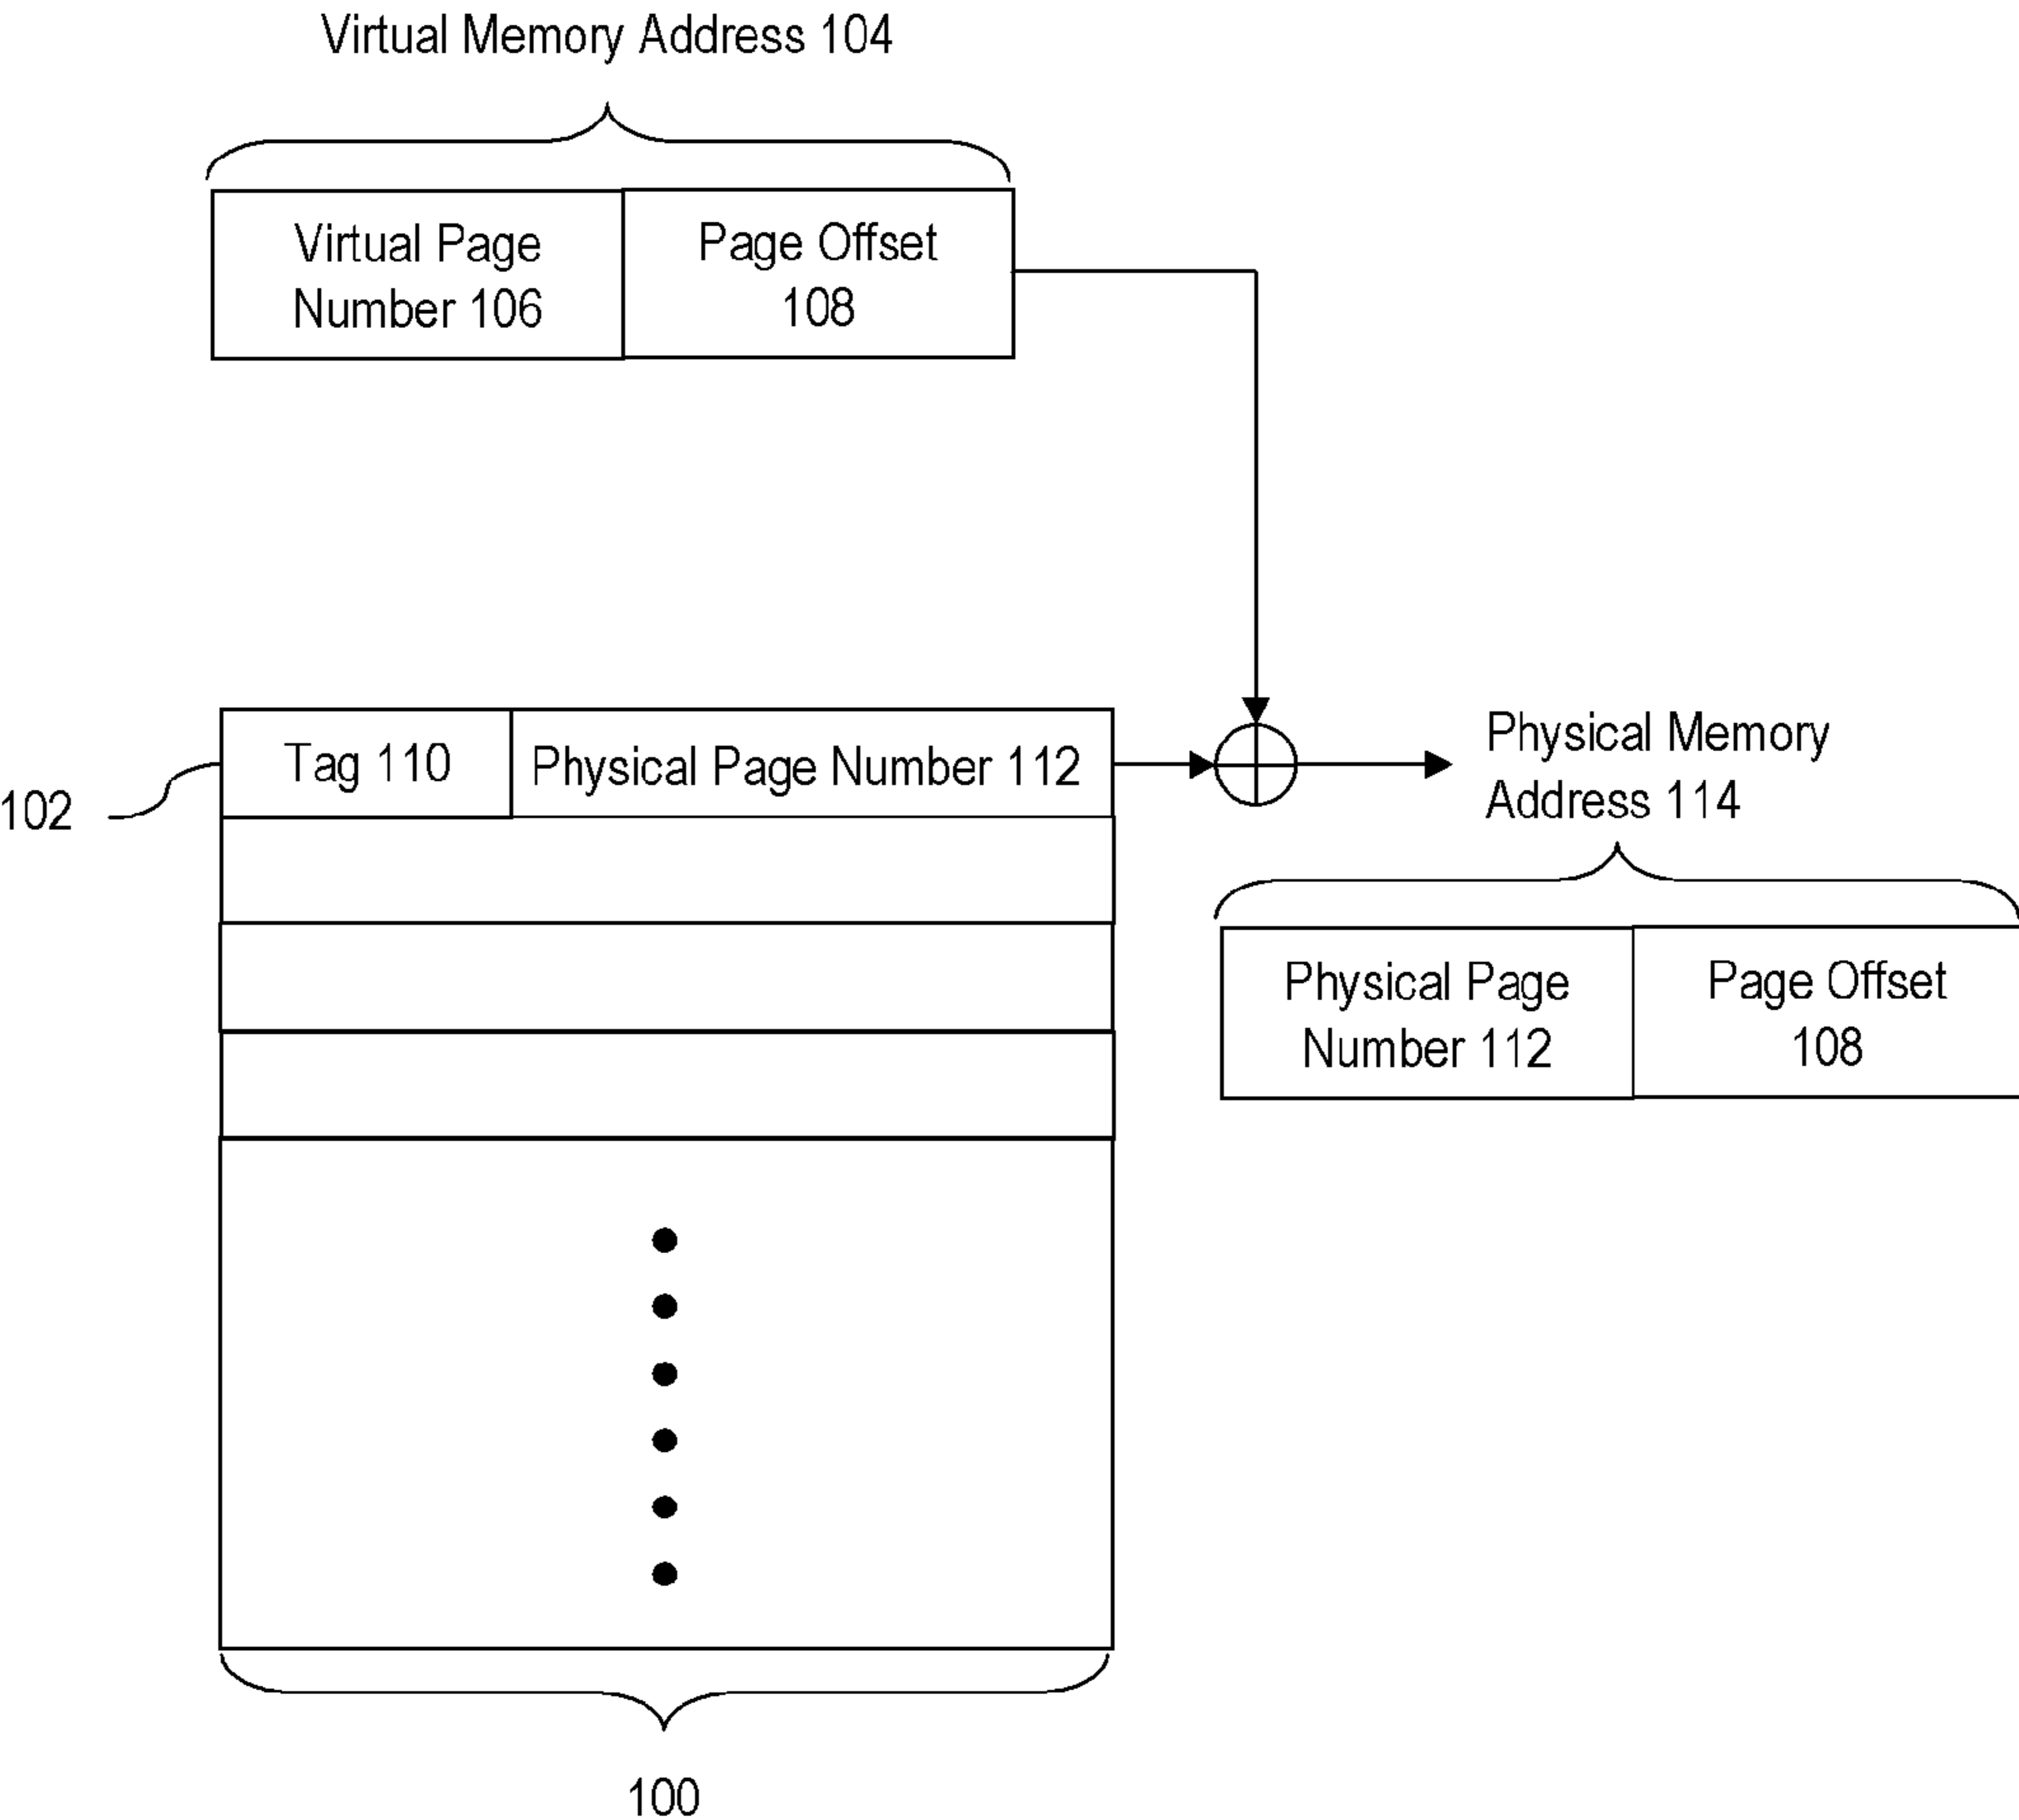 Virtual Memory Address 104
Virtual Page
Number 106
Page Offset
108
Tag 110
Physical Page Number 112
102
Physical Memory
Address 114
Physical Page
Number 112
Page Offset
108
100